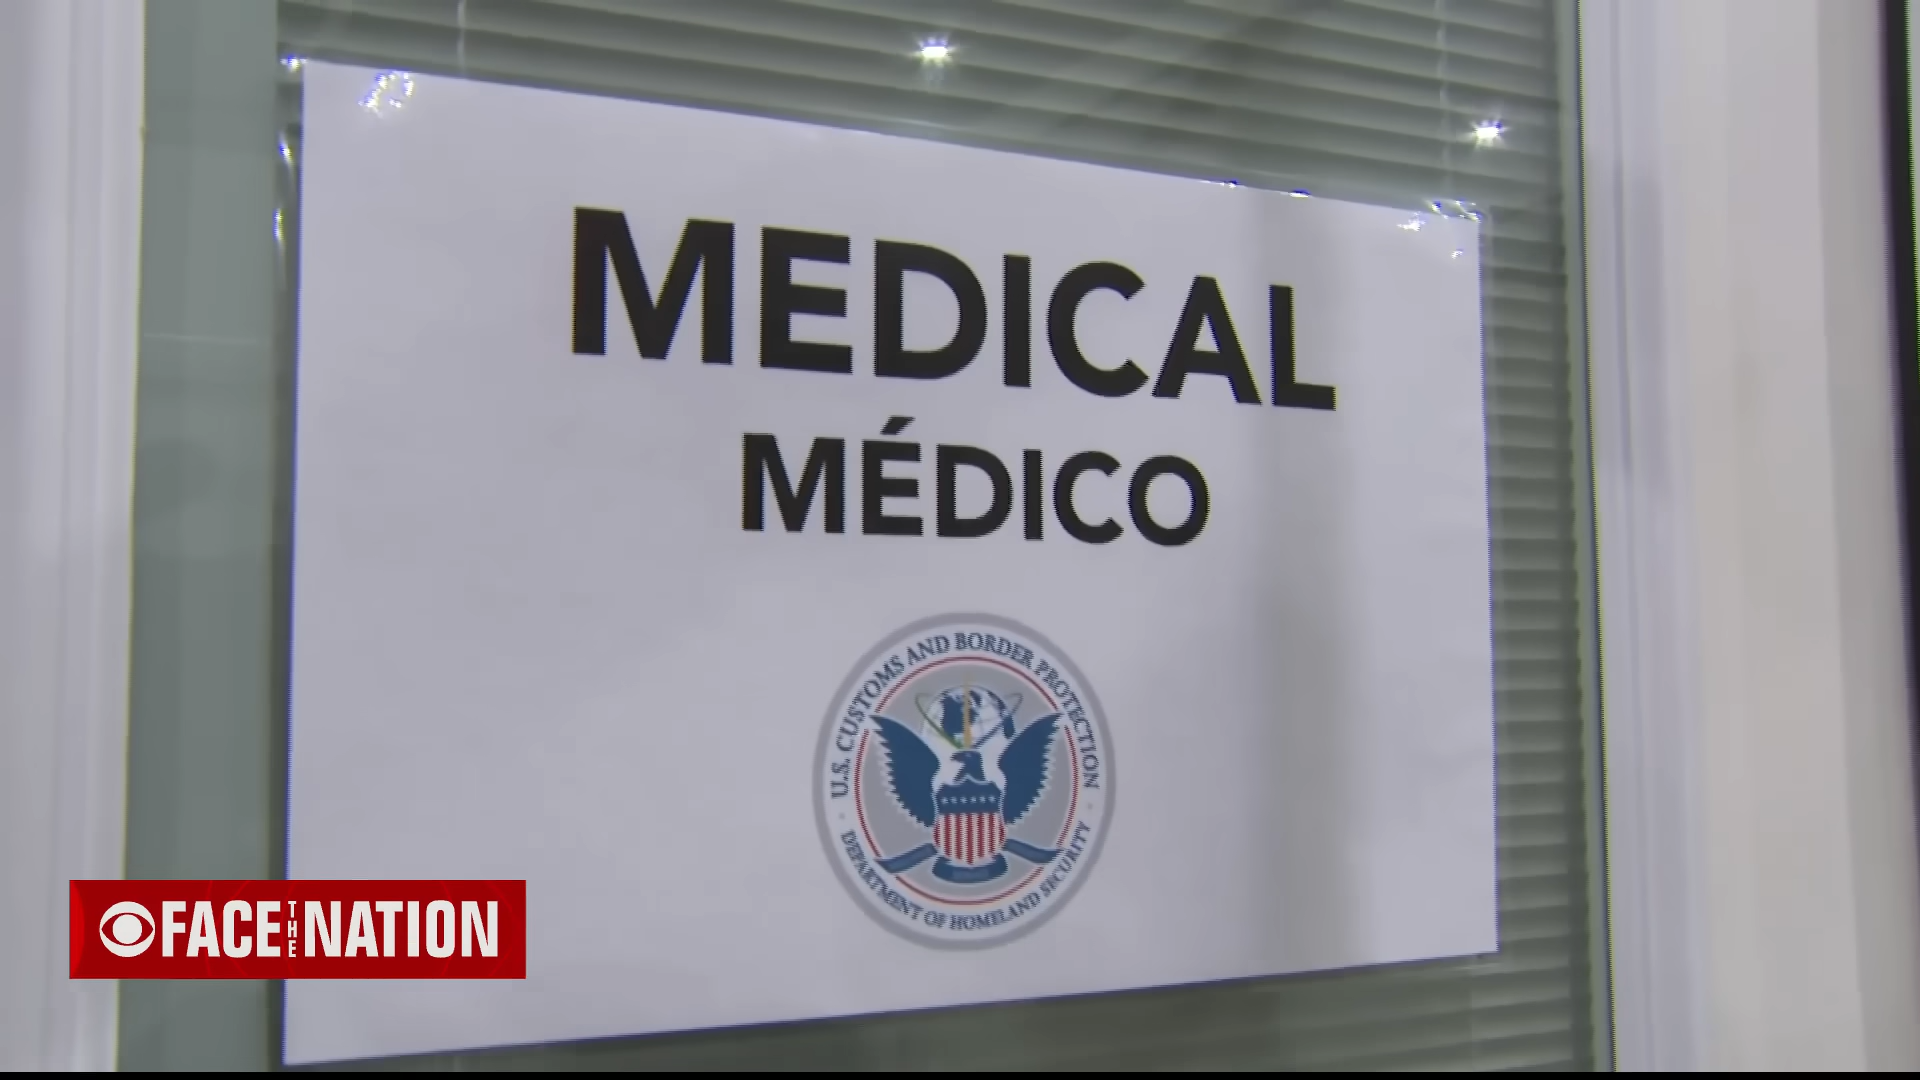 MEDICAL
MÉDICO
U.S. CUSTOMS AND BORDER PROTECTION
DEPARTMENT OF HOMELAND SECURITY
FACE THE NATION